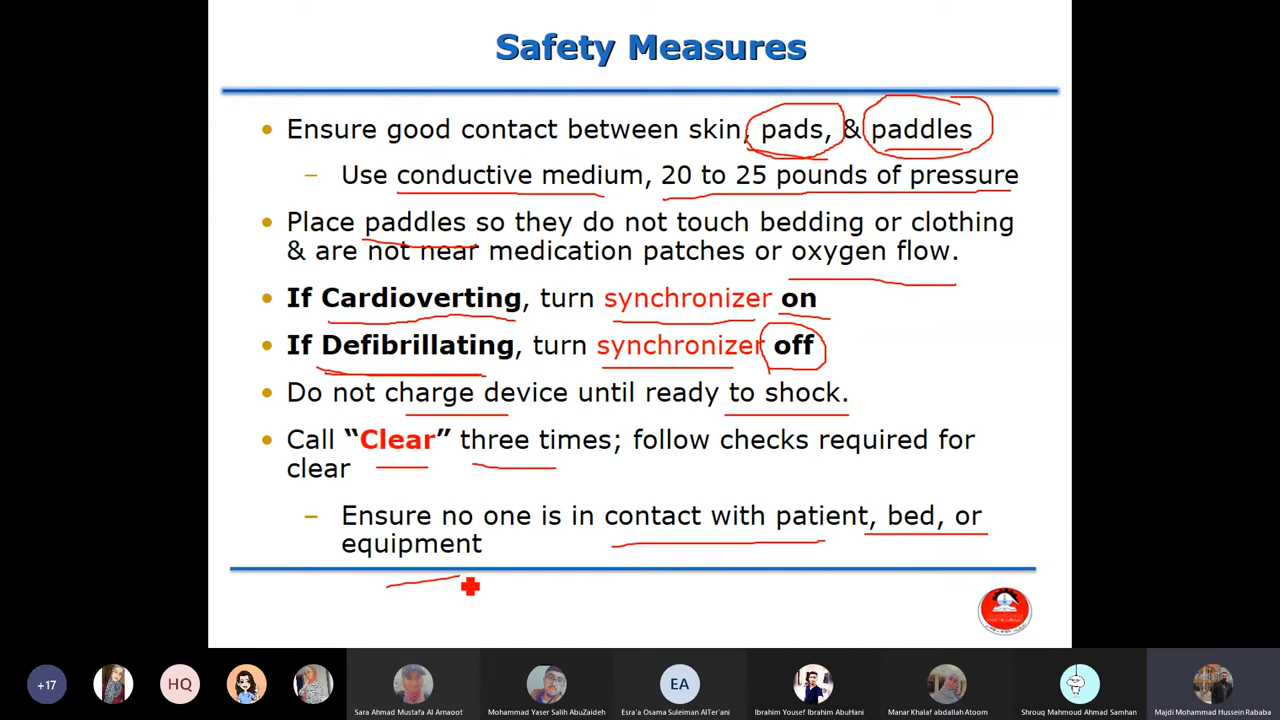 Safety Measures
• Ensure good contact between skin, pads, & paddles
– Use conductive medium, 20 to 25 pounds of pressure
• Place paddles so they do not touch bedding or clothing
& are not near medication patches or oxygen flow.
• If Cardioverting, turn synchronizer on
• If Defibrillating, turn synchronizer off
• Do not charge device until ready to shock.
• Call “Clear” three times; follow checks required for
clear
– Ensure no one is in contact with patient, bed, or
equipment
+17
HQ
EA
Sara Ahmad Mustafa Al Arnaoot
Mohammad Yaser Salih AbuZaideh
Esra'a Osama Suleiman AlTer'ani
Ibrahim Yousef Ibrahim AbuHani
Manar Khalaf abdallah Atoom
Shrouq Mahmoud Ahmad Samhan
Majdi Mohammad Hussein Rababa